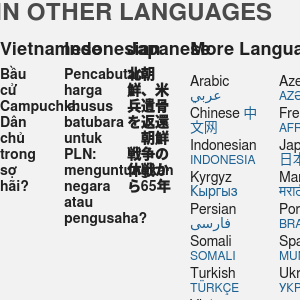 IN OTHER LANGUAGES
Vietnamese
Bầu
cử
Campuchia:
Dân
chủ
trong
sợ
hãi?
Indonesian
Pencabutan
harga
khusus
batubara
untuk
PLN:
menguntungkan
negara
atau
pengusaha?
Japanese
北朝
鮮、米
兵遺骨
を返還
朝鮮
戦争の
休戦か
ら65年
More Langua
Arabic
عربي
Chinese 中
文网
Indonesian
INDONESIA
Kyrgyz
Кыргыз
Persian
فارسی
Somali
SOMALI
Turkish
TÜRKÇE
Aze
AZƏ
Fre
AFR
Jap
日本
Mar
मराठ
Por
BRA
Spa
MUN
Ukr
УКР